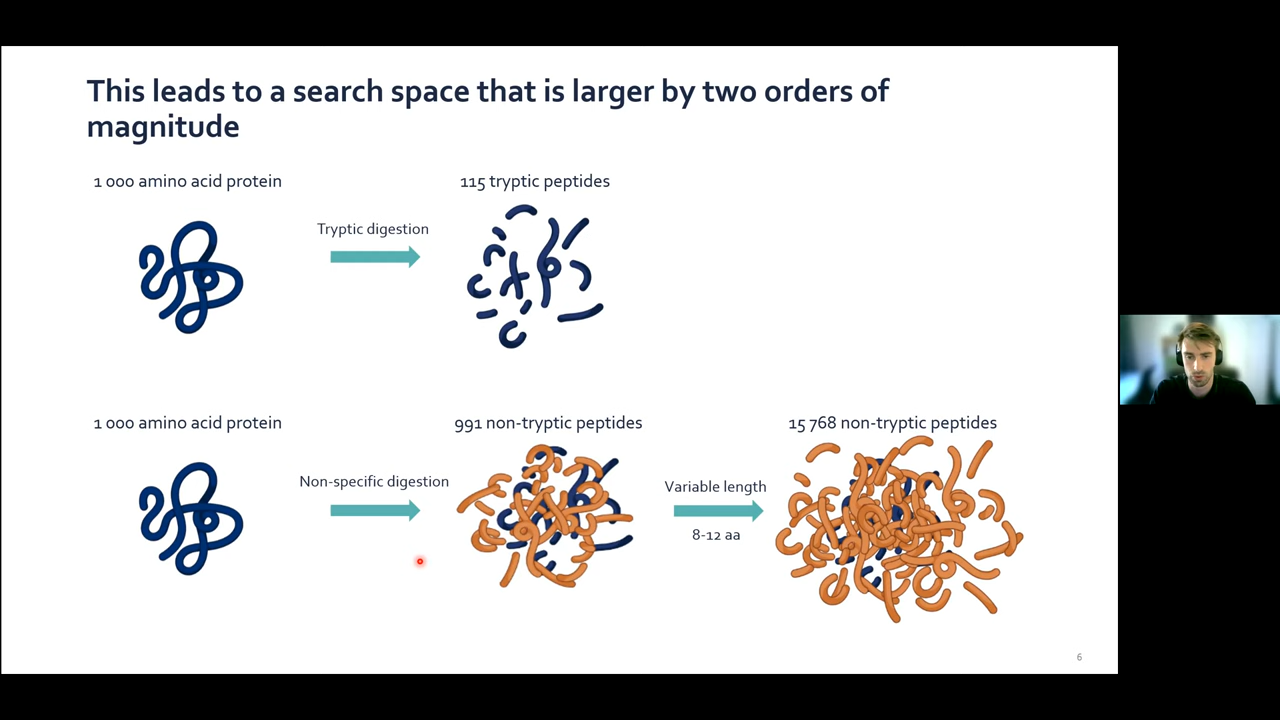 This leads to a search space that is larger by two orders of
magnitude
1 000 amino acid protein
115 tryptic peptides
Tryptic digestion
1 000 amino acid protein
991 non-tryptic peptides
15 768 non-tryptic peptides
Non-specific digestion
Variable length
8-12 aa
6